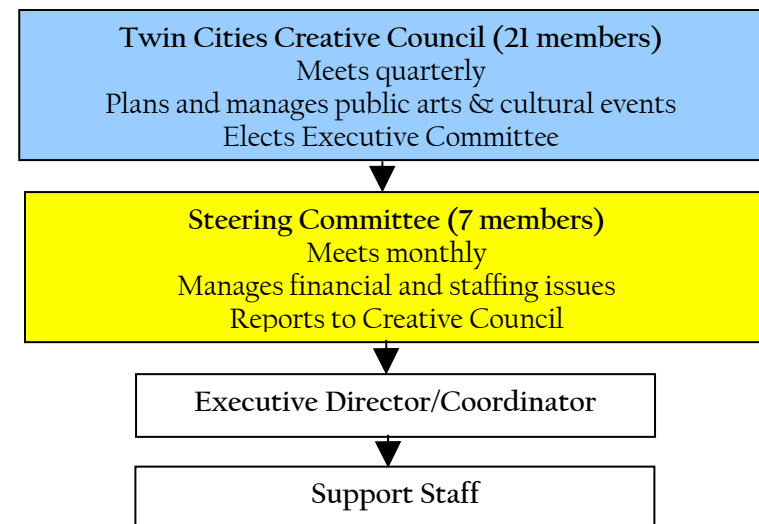 Twin Cities Creative Council (21 members)
Meets quarterly
Plans and manages public arts & cultural events
Elects Executive Committee
Steering Committee (7 members)
Meets monthly
Manages financial and staffing issues
Reports to Creative Council
Executive Director/Coordinator
Support Staff